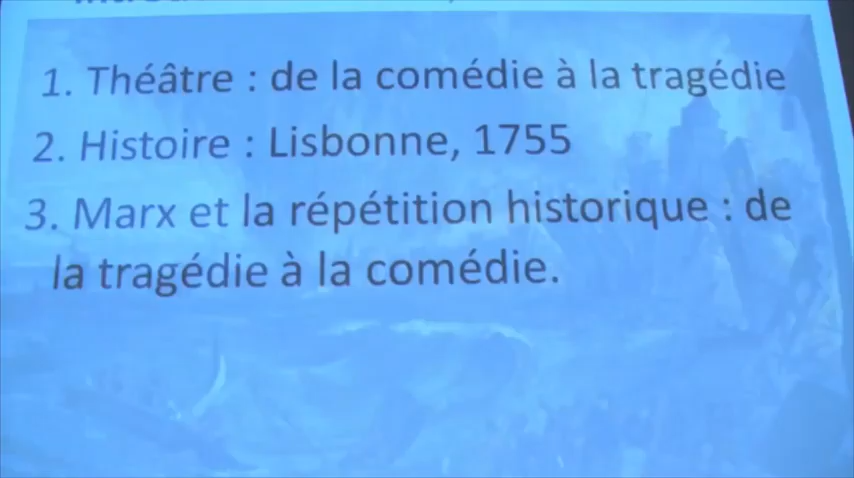 1. Théâtre : de la comédie à la tragédie
2. Histoire : Lisbonne, 1755
3. Marx et la répétition historique : de
la tragédie à la comédie.